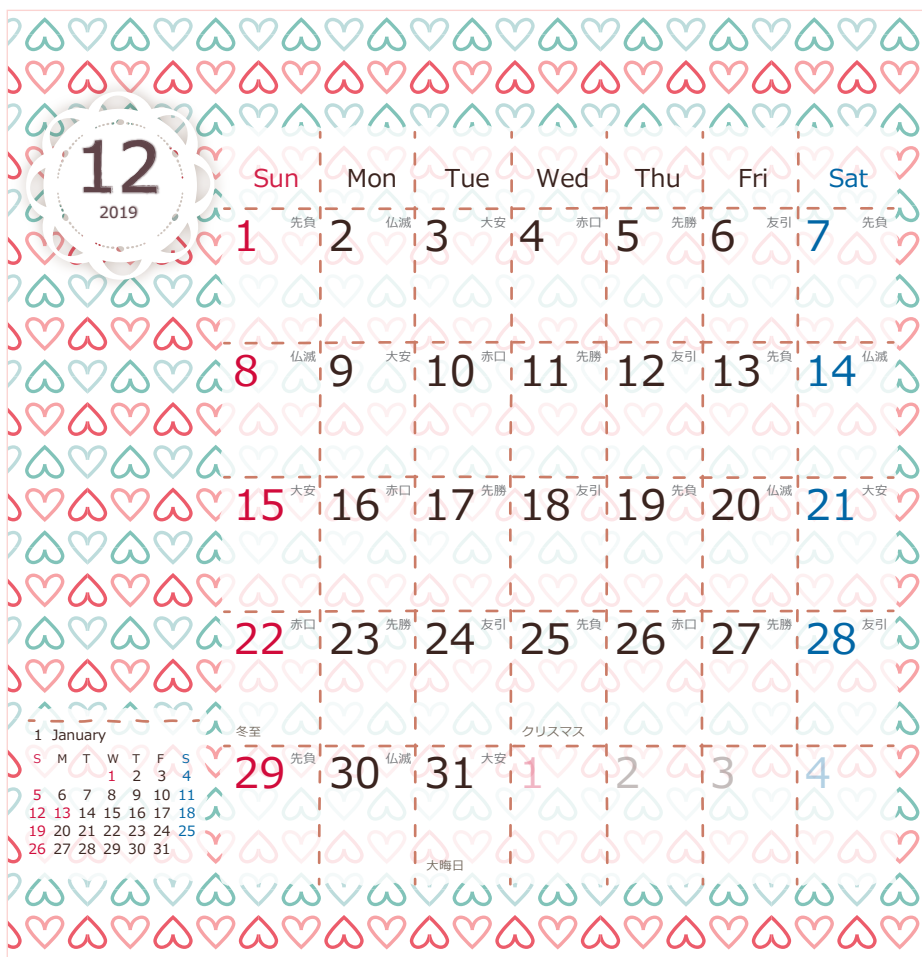 12
2019
Sun Mon Tue Wed Thu Fri Sat
1 先負 2 仏滅 3 大安 4 赤口 5 先勝 6 友引 7 先負
8 仏滅 9 大安 10 赤口 11 先勝 12 友引 13 先負 14 仏滅
15 大安 16 赤口 17 先勝 18 友引 19 先負 20 仏滅 21 大安
22 赤口 23 先勝 24 友引 25 先負 26 赤口 27 先勝 28 友引
冬至 クリスマス
29 先負 30 仏滅 31 大安 1 2 3 4
大晦日
1 January
S M T W T F S
1 2 3 4
5 6 7 8 9 10 11
12 13 14 15 16 17 18
19 20 21 22 23 24 25
26 27 28 29 30 31